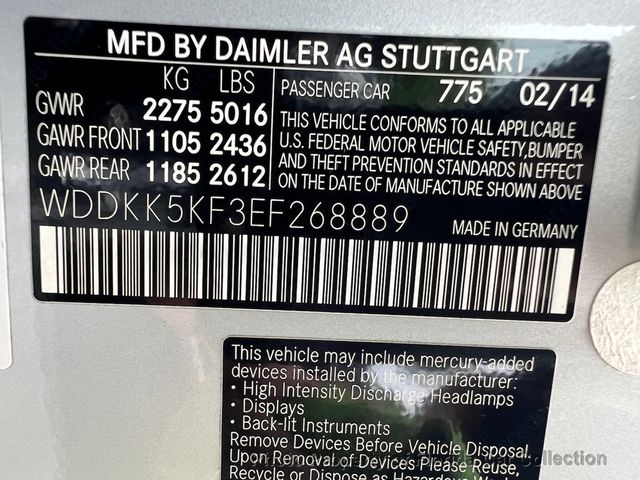 MFD BY DAIMLER AG STUTTGART
KG LBS
GVWR 2275 5016
GAWR FRONT 1105 2436
GAWR REAR 1185 2612
PASSENGER CAR 775 02/14
THIS VEHICLE CONFORMS TO ALL APPLICABLE
U.S. FEDERAL MOTOR VEHICLE SAFETY,BUMPER
AND THEFT PREVENTION STANDARDS IN EFFECT
ON THE DATE OF MANUFACTURE SHOWN ABOVE
WDDKK5KF3EF268889
MADE IN GERMANY
This vehicle may include mercury-added
devices installed by the manufacturer:
• High Intensity Discharge Headlamps
• Displays
• Back-lit Instruments
Remove Devices Before Vehicle Disposal.
Upon Removal of Devices Please Reuse,
Recycle or Dispose as Hazardous
Collection